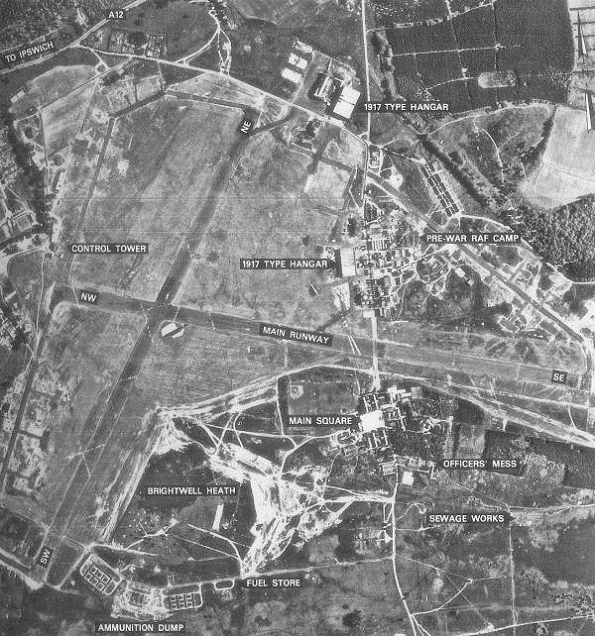 A12
TO IPSWICH
1917 TYPE HANGAR
NE
PRE-WAR RAF CAMP
CONTROL TOWER
1917 TYPE HANGAR
NW
MAIN RUNWAY
SE
MAIN SQUARE
OFFICERS' MESS
BRIGHTWELL HEATH
SEWAGE WORKS
SW
FUEL STORE
AMMUNITION DUMP